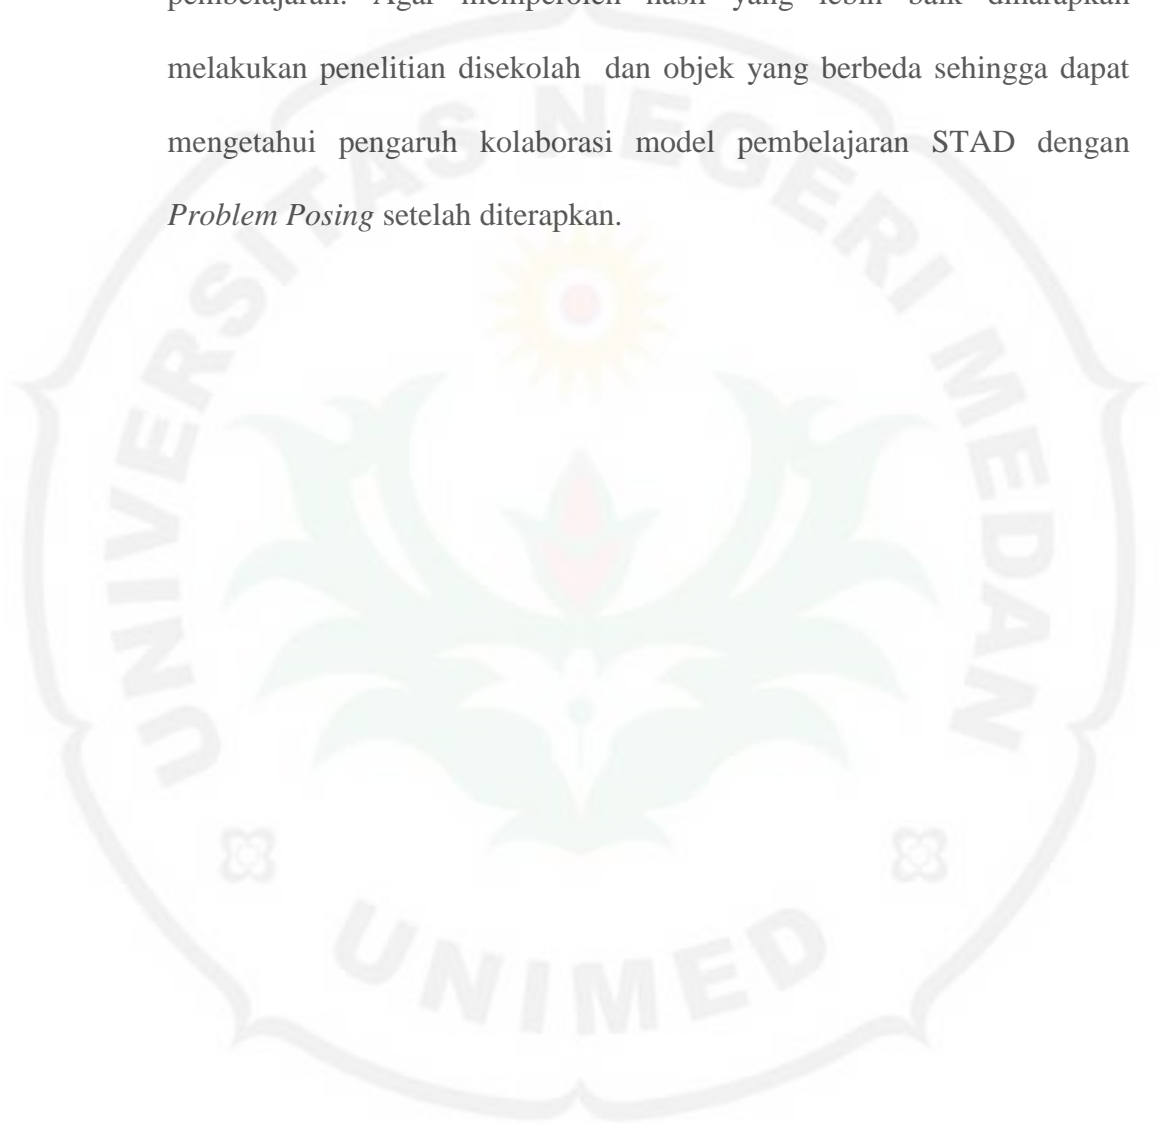 pembelajaran. Agar memperoleh hasil yang lebih baik diharapkan
melakukan penelitian disekolah dan objek yang berbeda sehingga dapat
mengetahui pengaruh kolaborasi model pembelajaran STAD dengan
Problem Posing setelah diterapkan.
UNIVERSITAS NEGERI MEDAN
UNIMED